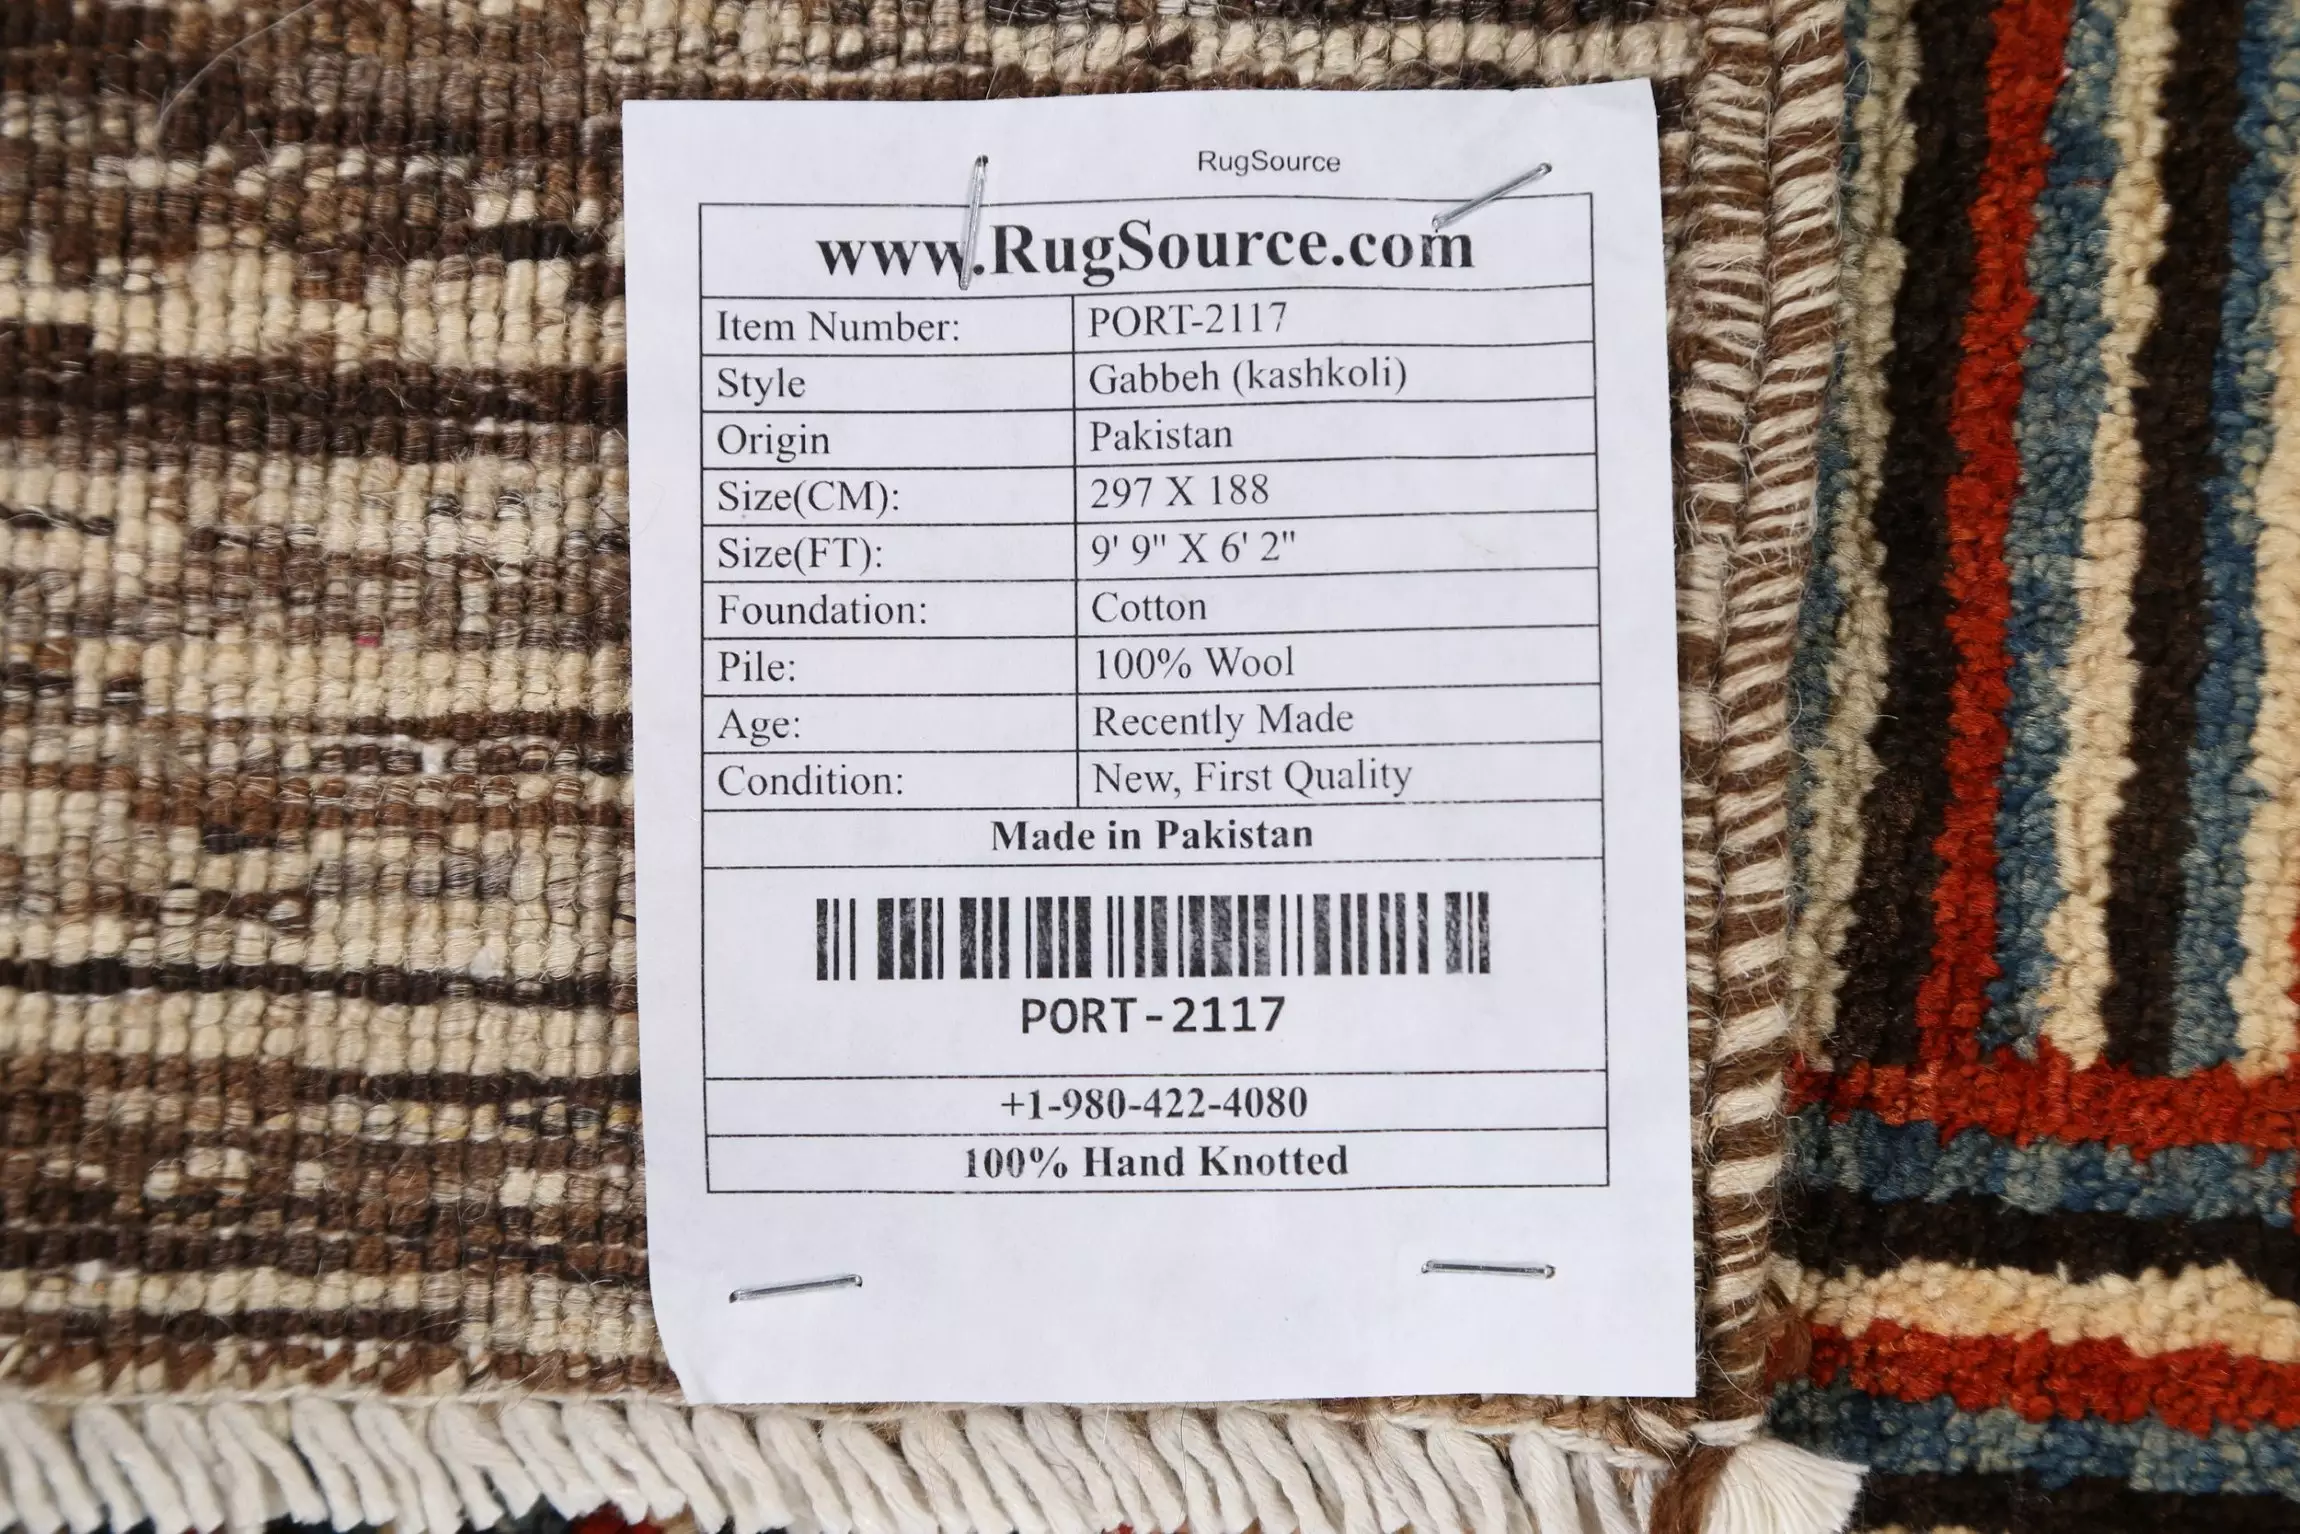 RugSource
www.RugSource.com
Item Number: PORT-2117
Style Gabbeh (kashkoli)
Origin Pakistan
Size(CM): 297 X 188
Size(FT): 9' 9" X 6' 2"
Foundation: Cotton
Pile: 100% Wool
Age: Recently Made
Condition: New, First Quality
Made in Pakistan
PORT-2117
+1-980-422-4080
100% Hand Knotted